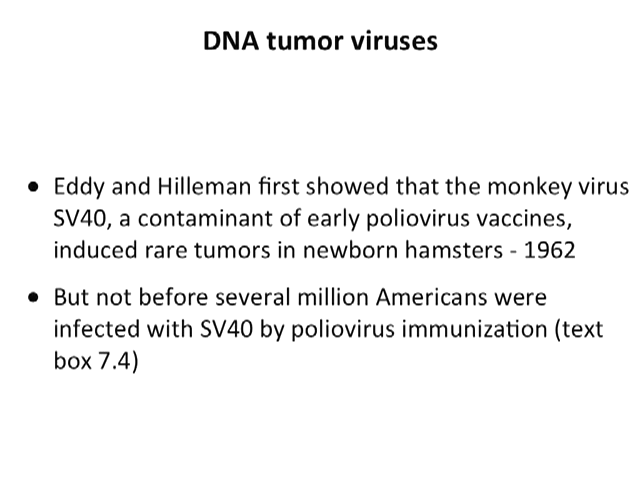 DNA tumor viruses
• Eddy and Hilleman first showed that the monkey virus
SV40, a contaminant of early poliovirus vaccines,
induced rare tumors in newborn hamsters - 1962
• But not before several million Americans were
infected with SV40 by poliovirus immunization (text
box 7.4)